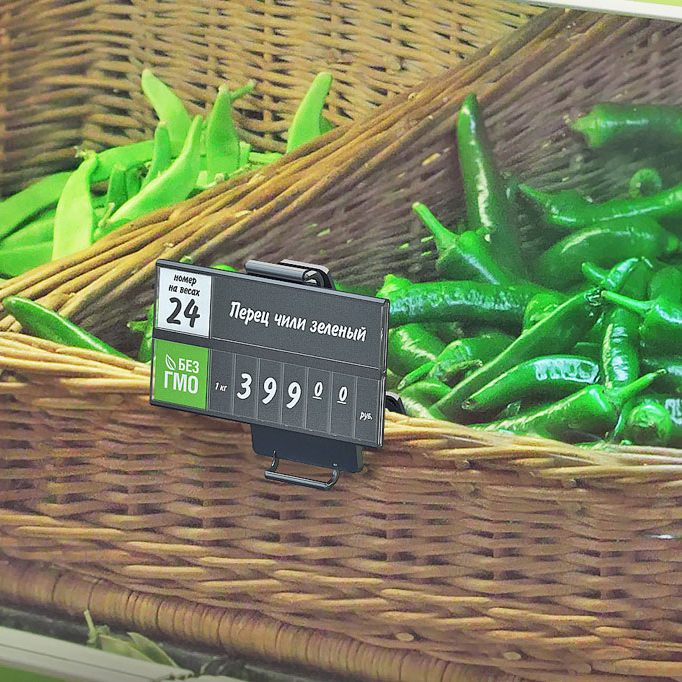 номер
на весах
24
Перец чили зеленый
БЕЗ
ГМО
1 кг 399 00 руб.